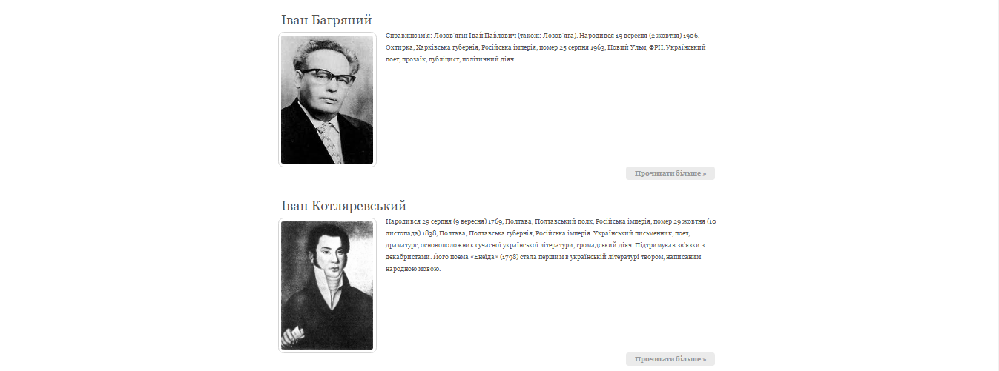 Іван Багряний
Справжнє ім'я: Лозов'ягін Іва́н Па́влович (також: Лозов'яга). Народився 19 вересня (2 жовтня) 1906,
Охтирка, Харківська губернія, Російська імперія, помер 25 серпня 1963, Новий Ульм, ФРН. Український
поет, прозаїк, публіцист, політичний діяч.
Прочитати більше »
Іван Котляревський
Народився 29 серпня (9 вересня) 1769, Полтава, Полтавський полк, Російська імперія, помер 29 жовтня (10
листопада) 1838, Полтава, Полтавська губернія, Російська імперія. Український письменник, поет,
драматург, основоположник сучасної української літератури, громадський діяч. Підтримував зв'язки з
декабристами. Його поема «Енеїда» (1798) стала першим в українській літературі твором, написаним
народною мовою.
Прочитати більше »